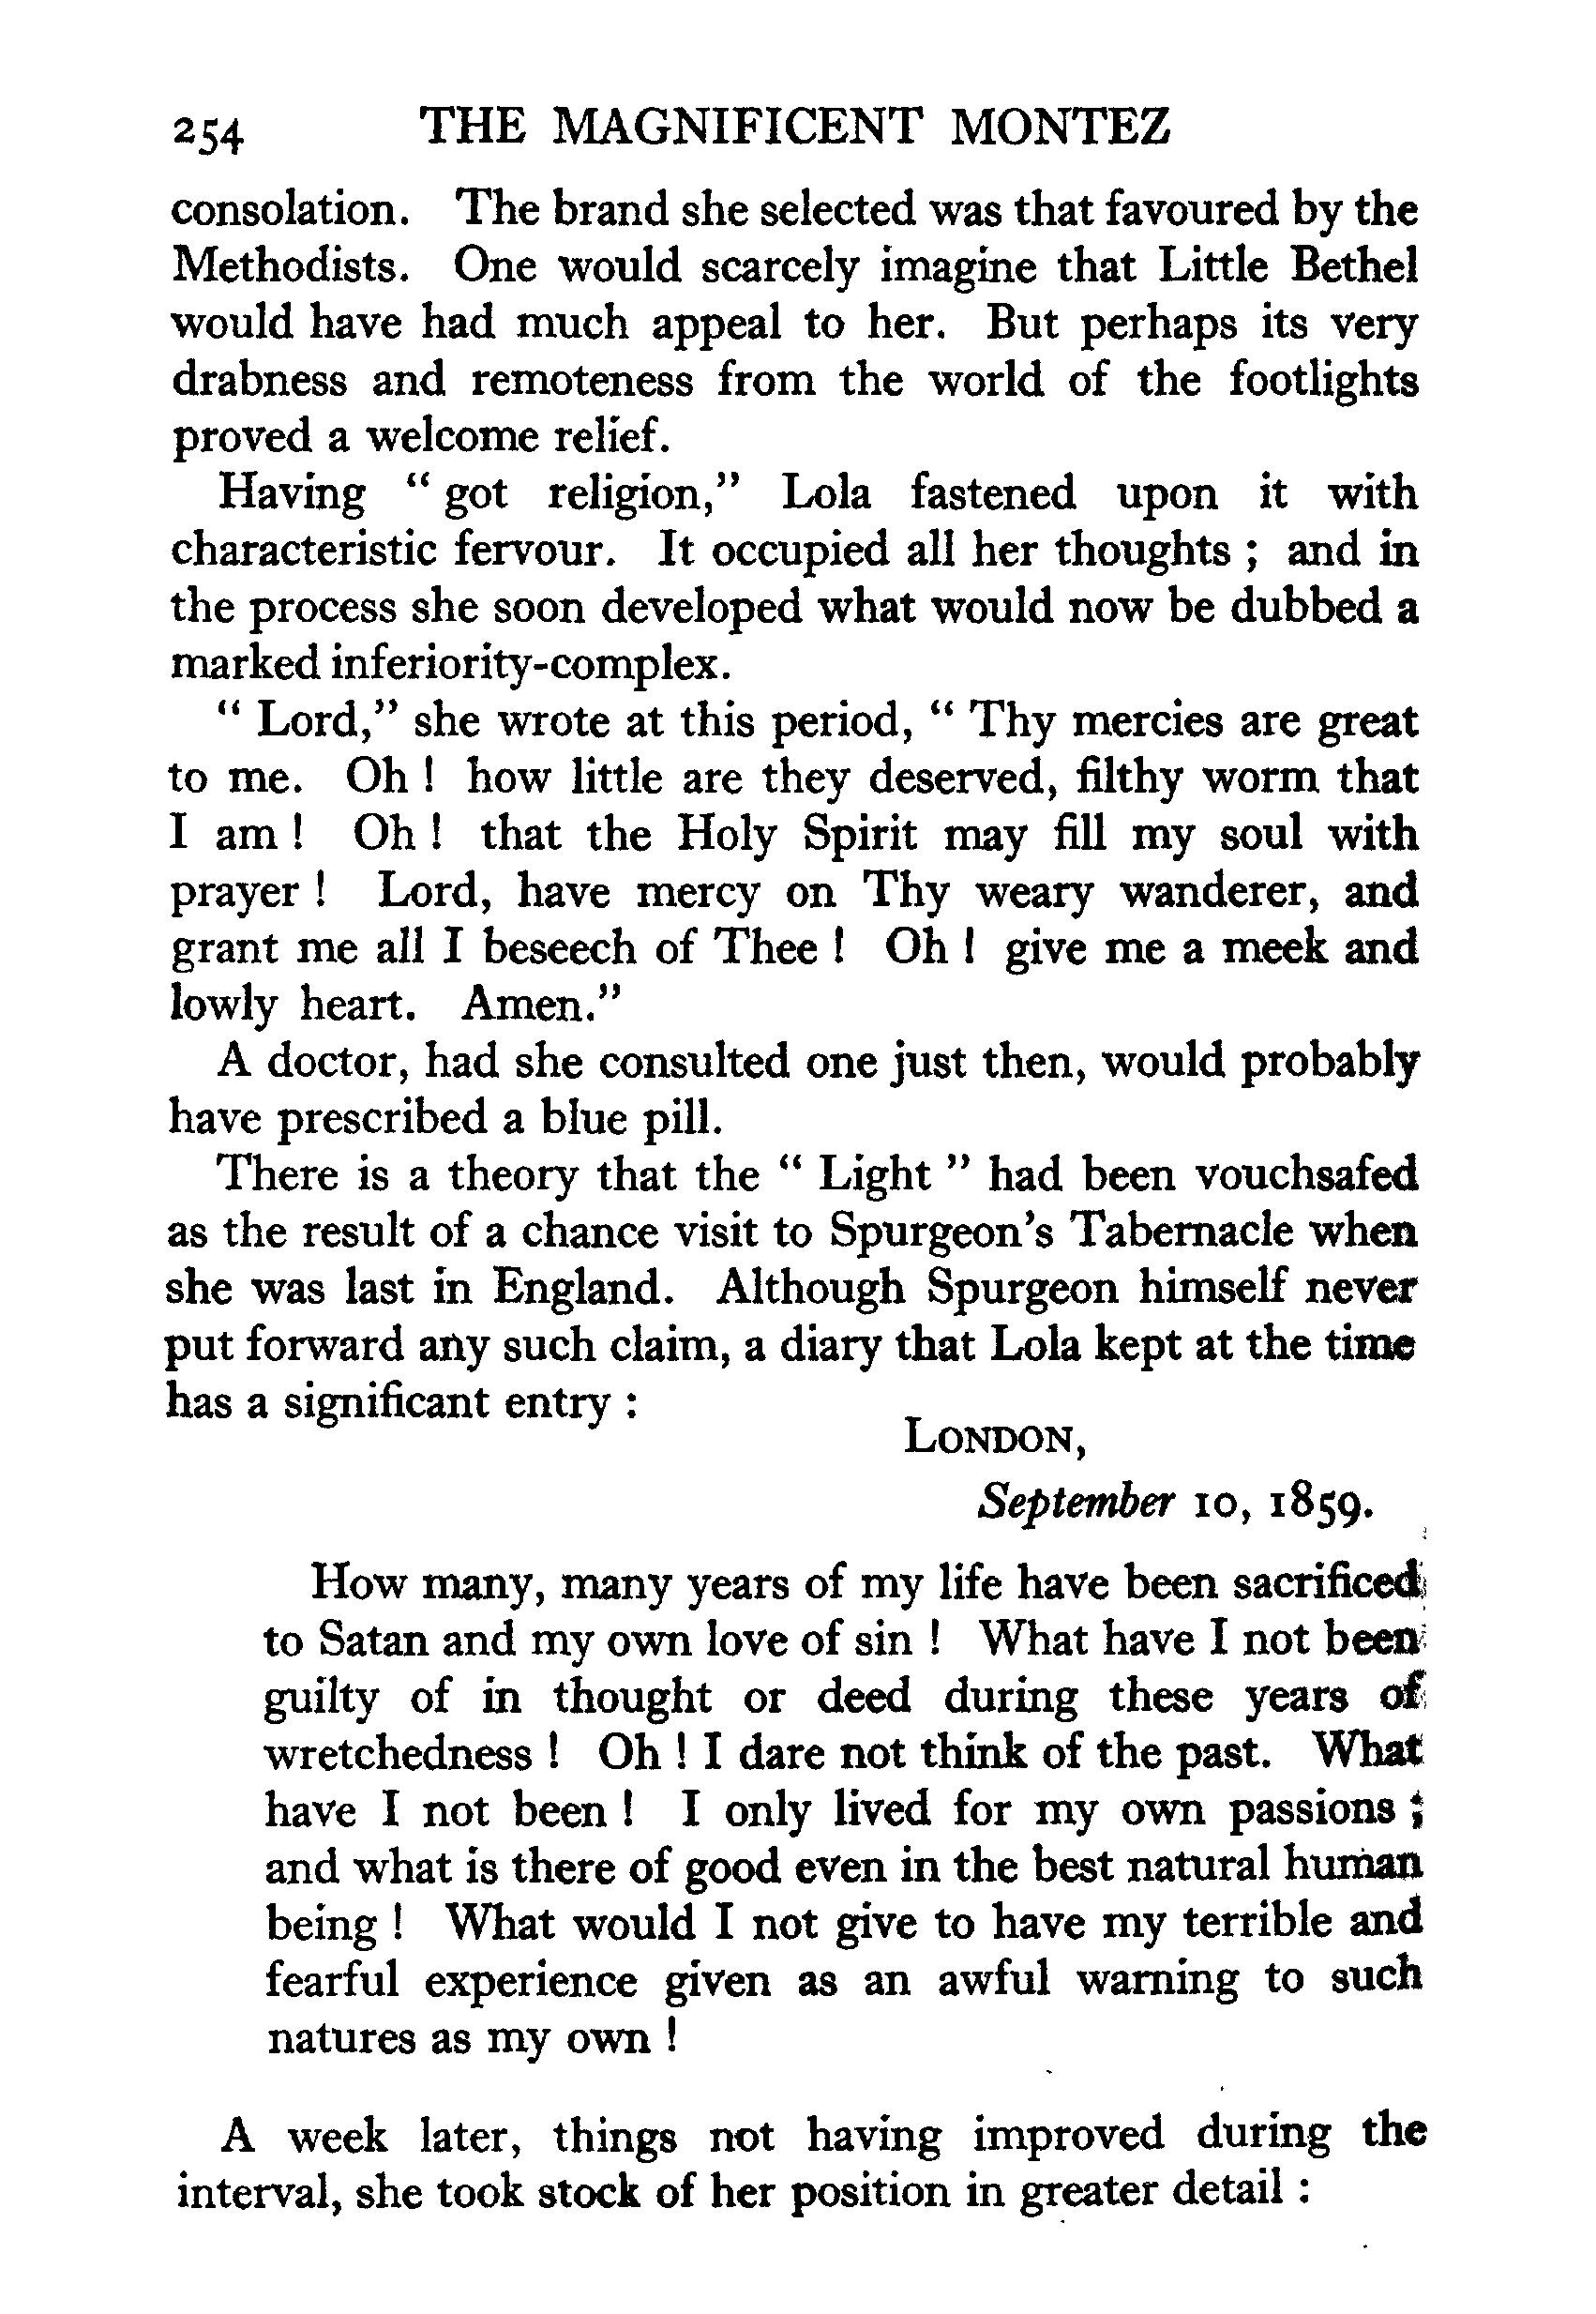 254 THE MAGNIFICENT MONTEZ
consolation. The brand she selected was that favoured by the
Methodists. One would scarcely imagine that Little Bethel
would have had much appeal to her. But perhaps its very
drabness and remoteness from the world of the footlights
proved a welcome relief.
Having “ got religion,” Lola fastened upon it with
characteristic fervour. It occupied all her thoughts ; and in
the process she soon developed what would now be dubbed a
marked inferiority-complex.
“ Lord,” she wrote at this period, “ Thy mercies are great
to me. Oh ! how little are they deserved, filthy worm that
I am ! Oh ! that the Holy Spirit may fill my soul with
prayer ! Lord, have mercy on Thy weary wanderer, and
grant me all I beseech of Thee ! Oh ! give me a meek and
lowly heart. Amen.”
A doctor, had she consulted one just then, would probably
have prescribed a blue pill.
There is a theory that the “ Light ” had been vouchsafed
as the result of a chance visit to Spurgeon's Tabernacle when
she was last in England. Although Spurgeon himself never
put forward any such claim, a diary that Lola kept at the time
has a significant entry :
LONDON,
September 10, 1859.
How many, many years of my life have been sacrificed
to Satan and my own love of sin ! What have I not been
guilty of in thought or deed during these years of
wretchedness ! Oh ! I dare not think of the past. What
have I not been ! I only lived for my own passions ;
and what is there of good even in the best natural human
being ! What would I not give to have my terrible and
fearful experience given as an awful warning to such
natures as my own !
A week later, things not having improved during the
interval, she took stock of her position in greater detail :